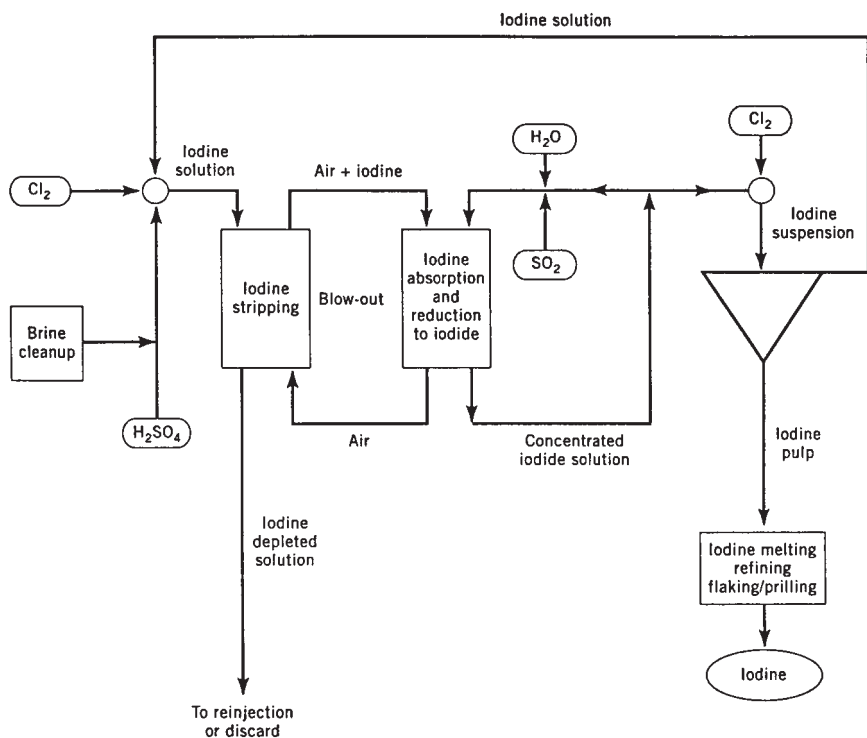 Iodine solution
Cl₂
H₂O
Iodine
solution
Air + iodine
Cl₂
Iodine
suspension
SO₂
Iodine
stripping
Blow-out
Iodine
absorption
and
reduction
to iodide
Brine
cleanup
H₂SO₄
Air
Concentrated
iodide solution
Iodine
pulp
Iodine
depleted
solution
Iodine melting
refining
flaking/prilling
Iodine
To reinjection
or discard